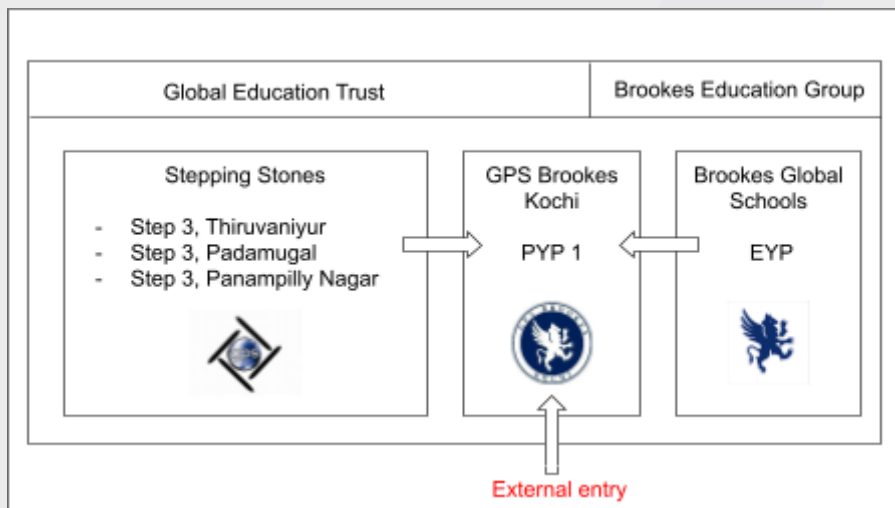 Global Education Trust
Brookes Education Group
Stepping Stones
- Step 3, Thiruvaniyur
- Step 3, Padamugal
- Step 3, Panampilly Nagar
GPS Brookes
Kochi
PYP 1
Brookes Global
Schools
EYP
External entry